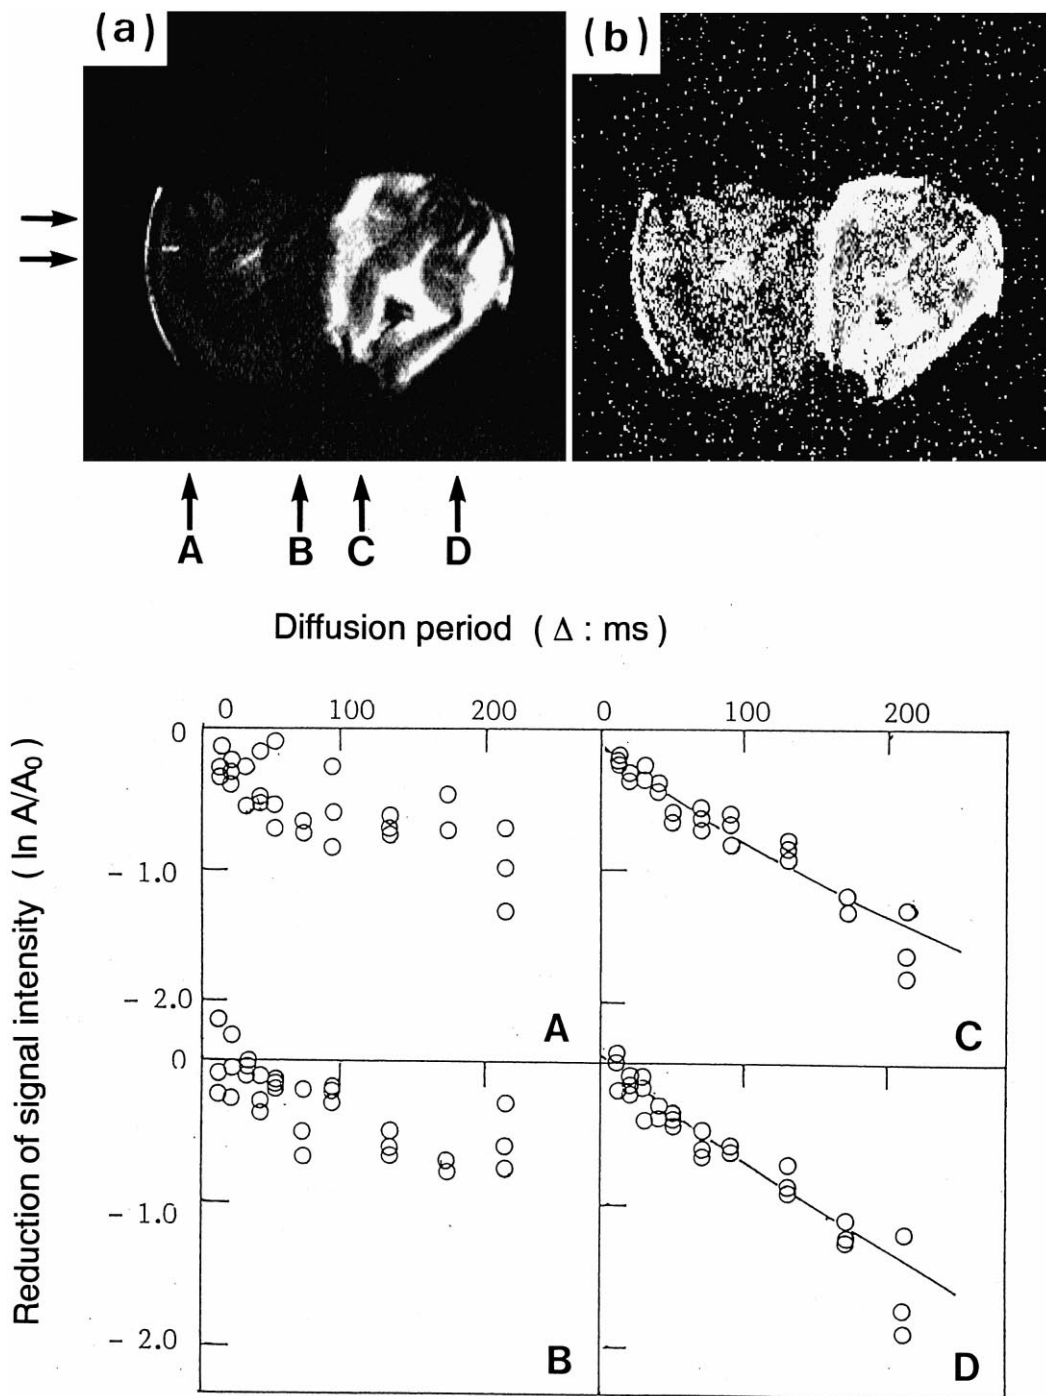 (a)
(b)
A B C D
Diffusion period ( Δ : ms )
0 100 200
0 100 200
Reduction of signal intensity ( ln A/A₀ )
0
- 1.0
- 2.0
A
C
0
- 1.0
- 2.0
B
D